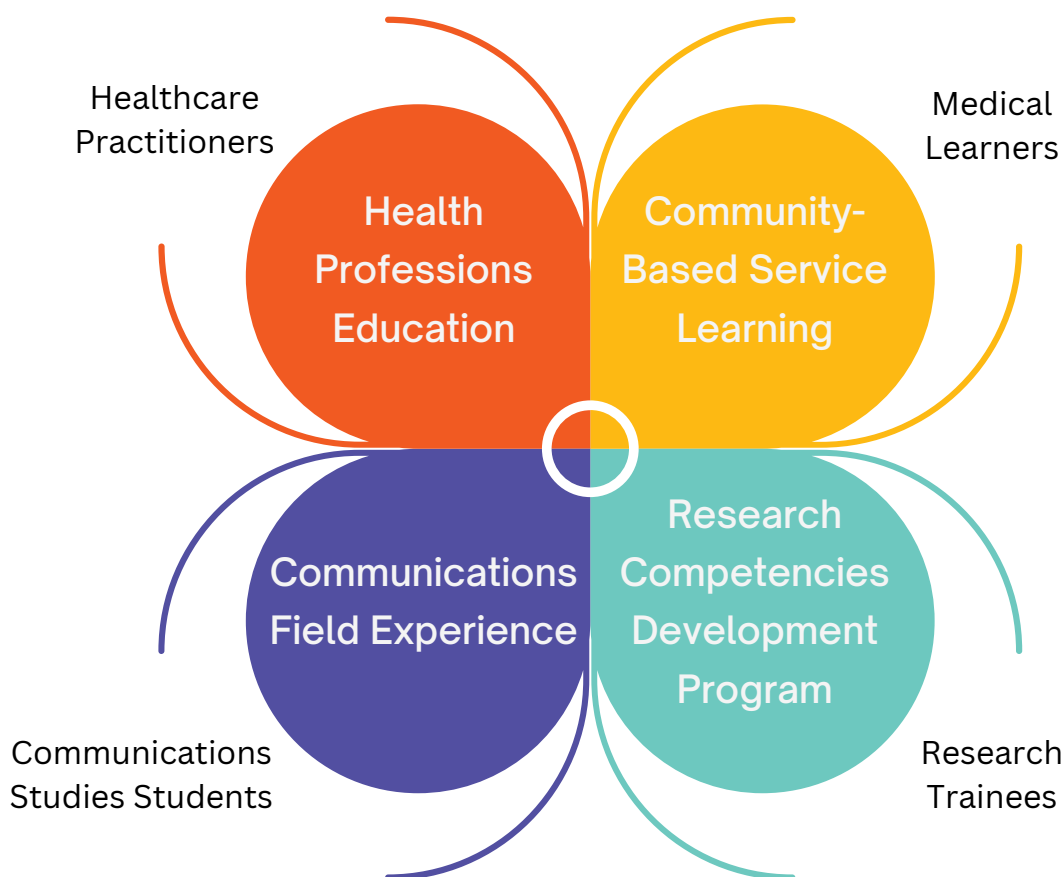 Healthcare
Practitioners
Health
Professions
Education
Community-
Based Service
Learning
Medical
Learners
Communications
Field Experience
Communications
Studies Students
Research
Competencies
Development
Program
Research
Trainees